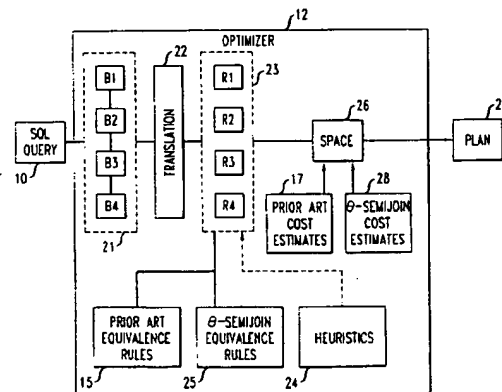 12
OPTIMIZER
22
23
B1
B2
B3
B4
TRANSLATION
R1
R2
R3
R4
26
SPACE
2
PLAN
SQL
QUERY
10
21
17
28
PRIOR ART
COST
ESTIMATES
θ-SEMIJOIN
COST
ESTIMATES
PRIOR ART
EQUIVALENCE
RULES
θ-SEMIJOIN
EQUIVALENCE
RULES
HEURISTICS
15
25
24